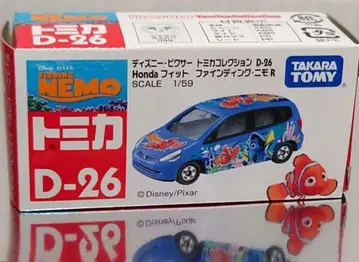 トミカ
D-26
DISNEY·PIXAR
FINDING
NEMO
トミカ
D-26
ディズニー・ピクサー トミカコレクション D-26
Honda フィット ファインディング・ニモ R
SCALE 1/59
TAKARA
TOMY
©Disney/Pixar